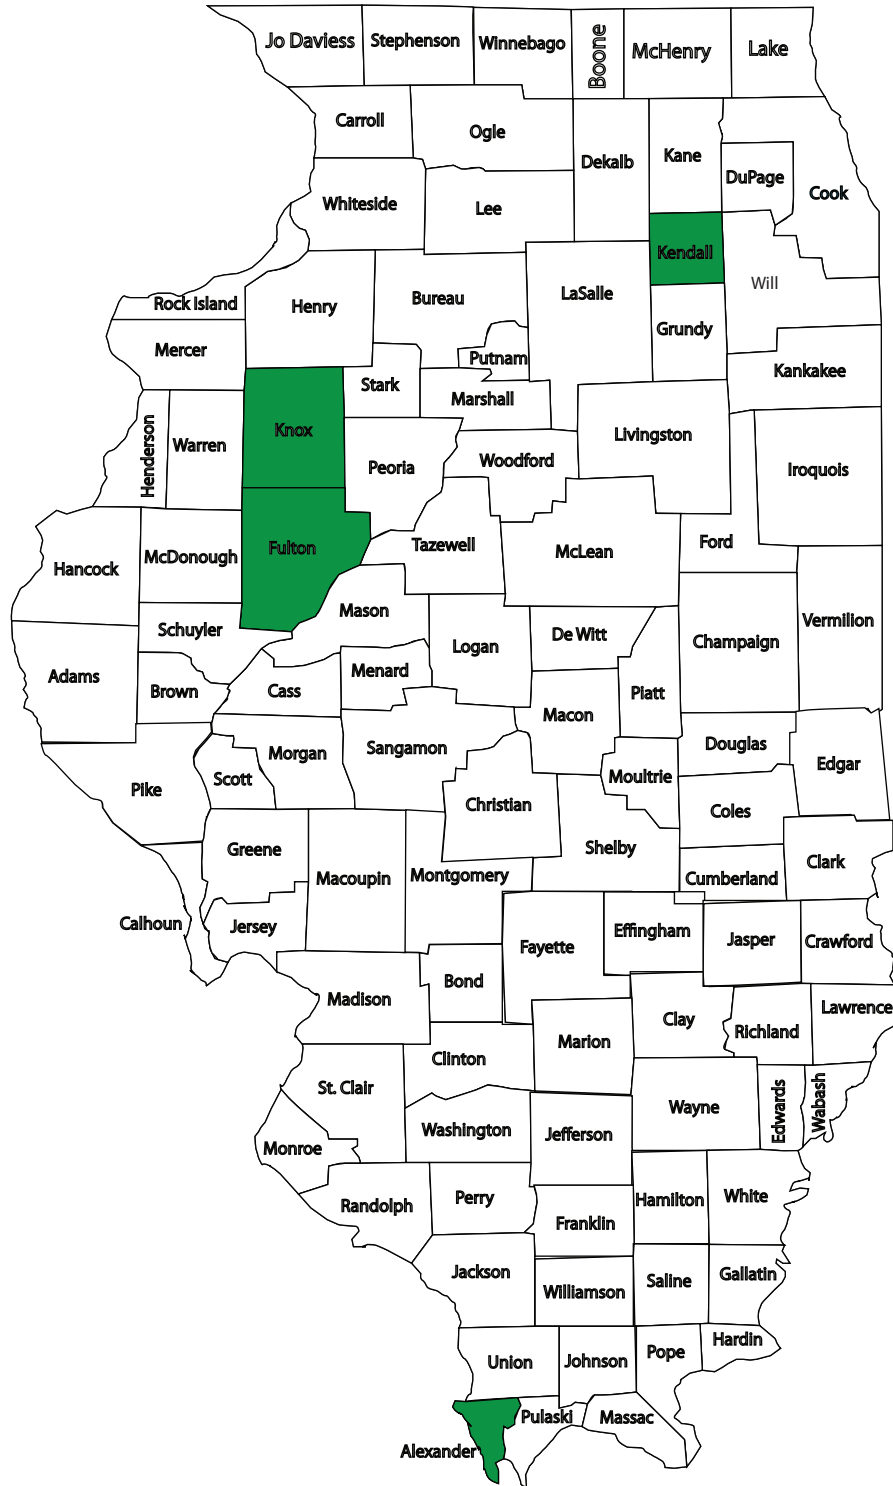 Jo Daviess
Stephenson
Winnebago
Boone
McHenry
Lake
Carroll
Ogle
Dekalb
Kane
DuPage
Cook
Whiteside
Lee
Kendall
Will
Rock Island
Henry
Bureau
LaSalle
Grundy
Mercer
Putnam
Kankakee
Stark
Marshall
Henderson
Warren
Knox
Peoria
Woodford
Livingston
Iroquois
Hancock
McDonough
Fulton
Tazewell
McLean
Ford
Mason
Schuyler
Logan
De Witt
Champaign
Vermilion
Adams
Brown
Cass
Menard
Piatt
Macon
Scott
Morgan
Sangamon
Douglas
Edgar
Pike
Moultrie
Christian
Coles
Greene
Macoupin
Montgomery
Shelby
Cumberland
Clark
Calhoun
Jersey
Fayette
Effingham
Jasper
Crawford
Madison
Bond
Clay
Richland
Lawrence
Marion
Clinton
St. Clair
Wayne
Edwards
Wabash
Monroe
Washington
Jefferson
Randolph
Perry
Hamilton
White
Franklin
Jackson
Williamson
Saline
Gallatin
Union
Johnson
Pope
Hardin
Alexander
Pulaski
Massac